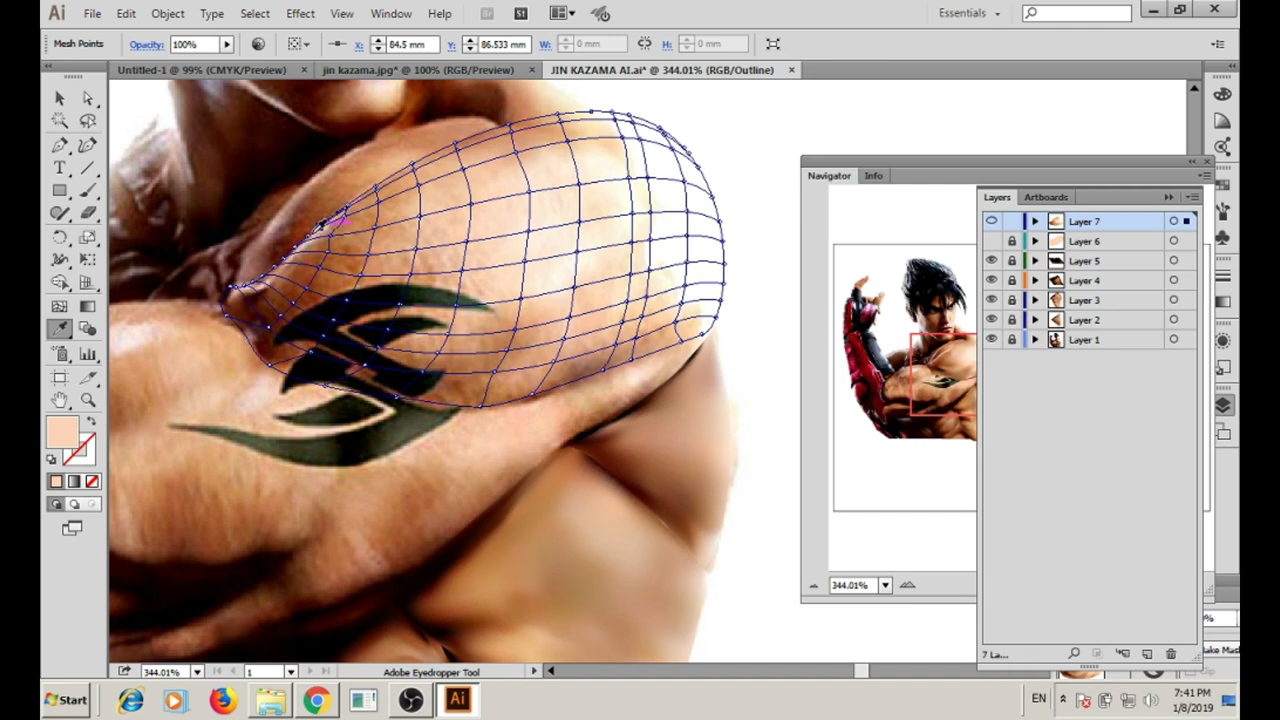 Ai File Edit Object Type Select Effect View Window Help Br St Essentials
Mesh Points Opacity: 100% X: 84.5 mm Y: 86.533 mm W: 0 mm H: 0 mm
Untitled-1 @ 99% (CMYK/Preview) × jin kazama.jpg* @ 100% (RGB/Preview) × JIN KAZAMA AI.ai* @ 344.01% (RGB/Outline) ×
Navigator Info
Layers Artboards
Layer 7
Layer 6
Layer 5
Layer 4
Layer 3
Layer 2
Layer 1
344.01%
7 La...
344.01% 1 Adobe Eyedropper Tool
Start Ai EN 7:41 PM
1/8/2019